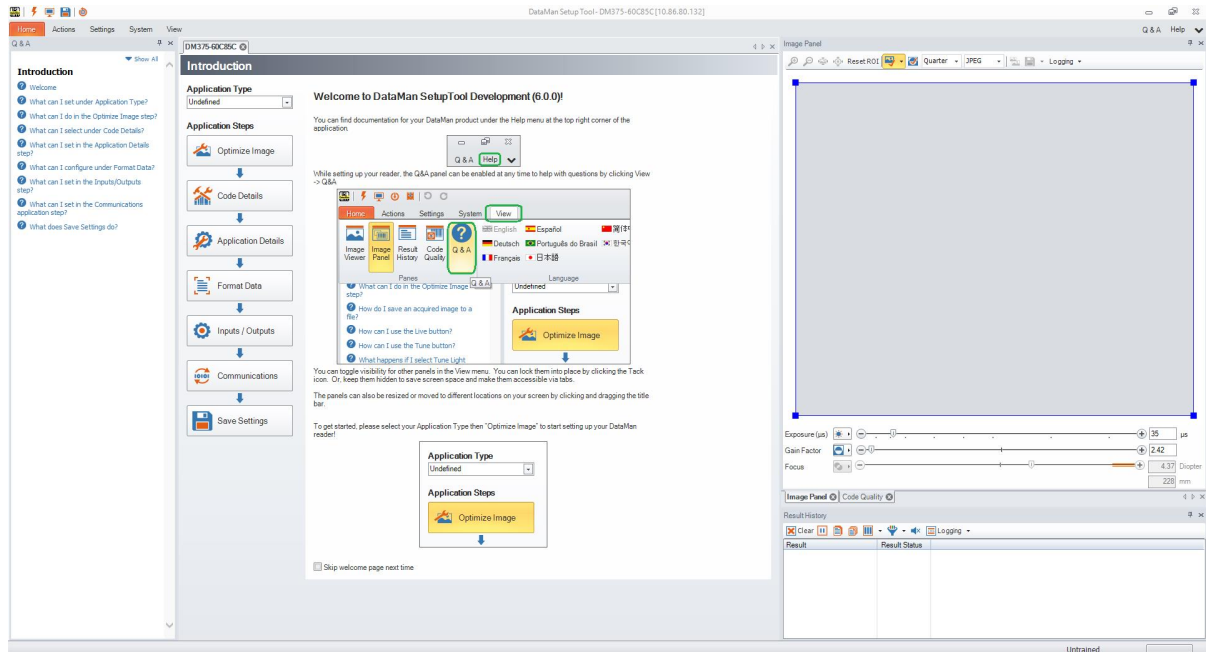 DataMan Setup Tool - DM375-60C85C [10.86.80.132]
Home Actions Settings System View
Q & A Help
Q & A
Show All
Introduction
Welcome
What can I set under Application Type?
What can I do in the Optimize Image step?
What can I select under Code Details?
What can I set in the Application Details
step?
What can I configure under Format Data?
What can I set in the Inputs/Outputs
step?
What can I set in the Communications
application step?
What does Save Settings do?
DM375-60C85C
Introduction
Application Type
Undefined
Application Steps
Optimize Image
Code Details
Application Details
Format Data
Inputs / Outputs
Communications
Save Settings
Welcome to DataMan SetupTool Development (6.0.0)!
You can find documentation for your DataMan product under the Help menu at the top right corner of the
application.
Q & A Help
While setting up your reader, the Q&A panel can be enabled at any time to help with questions by clicking View
-> Q&A
Home Actions Settings System View
Image
Viewer
Image
Panel
Result
History
Code
Quality
Q & A
English Español
Deutsch Português do Brasil
Français 日本語
Panes
Language
Q & A
What can I do in the Optimize Image
step?
How do I save an acquired image to a
file?
How can I use the Live button?
How can I use the Tune button?
What happens if I select Tune Light
Undefined
Application Steps
Optimize Image
You can toggle visibility for other panels in the View menu. You can lock them into place by clicking the Tack
icon. Or, keep them hidden to save screen space and make them accessible via tabs.
The panels can also be resized or moved to different locations on your screen by clicking and dragging the title
bar.
To get started, please select your Application Type then "Optimize Image" to start setting up your DataMan
reader!
Application Type
Undefined
Application Steps
Optimize Image
Skip welcome page next time
Image Panel
Reset ROI Quarter JPEG Logging
Exposure (µs) 35 µs
Gain Factor 2.42
Focus 4.37 Diopter
228 mm
Image Panel Code Quality
Result History
Clear Logging
Result Result Status
Untrained